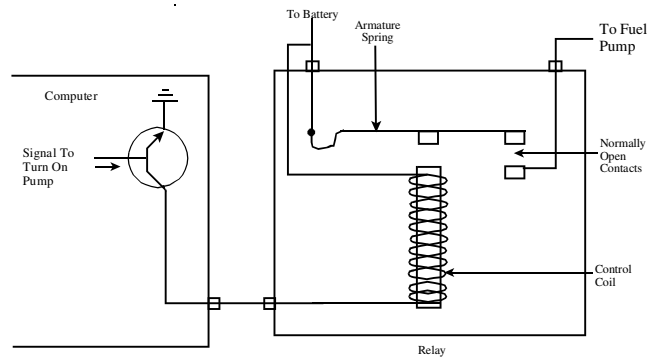 To Battery
Armature
Spring
To Fuel
Pump
Computer
Signal To
Turn On
Pump
Normally
Open
Contacts
Control
Coil
Relay